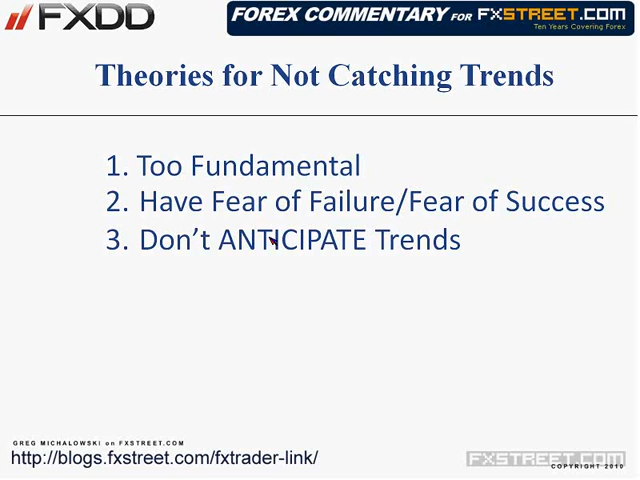 FXDD
FOREX COMMENTARY FOR FXSTREET.COM
Ten Years Covering Forex
Theories for Not Catching Trends
1. Too Fundamental
2. Have Fear of Failure/Fear of Success
3. Don't ANTICIPATE Trends
GREG MICHALOWSKI on FXSTREET.COM
http://blogs.fxstreet.com/fxtrader-link/
FXSTREET.COM
COPYRIGHT 2010